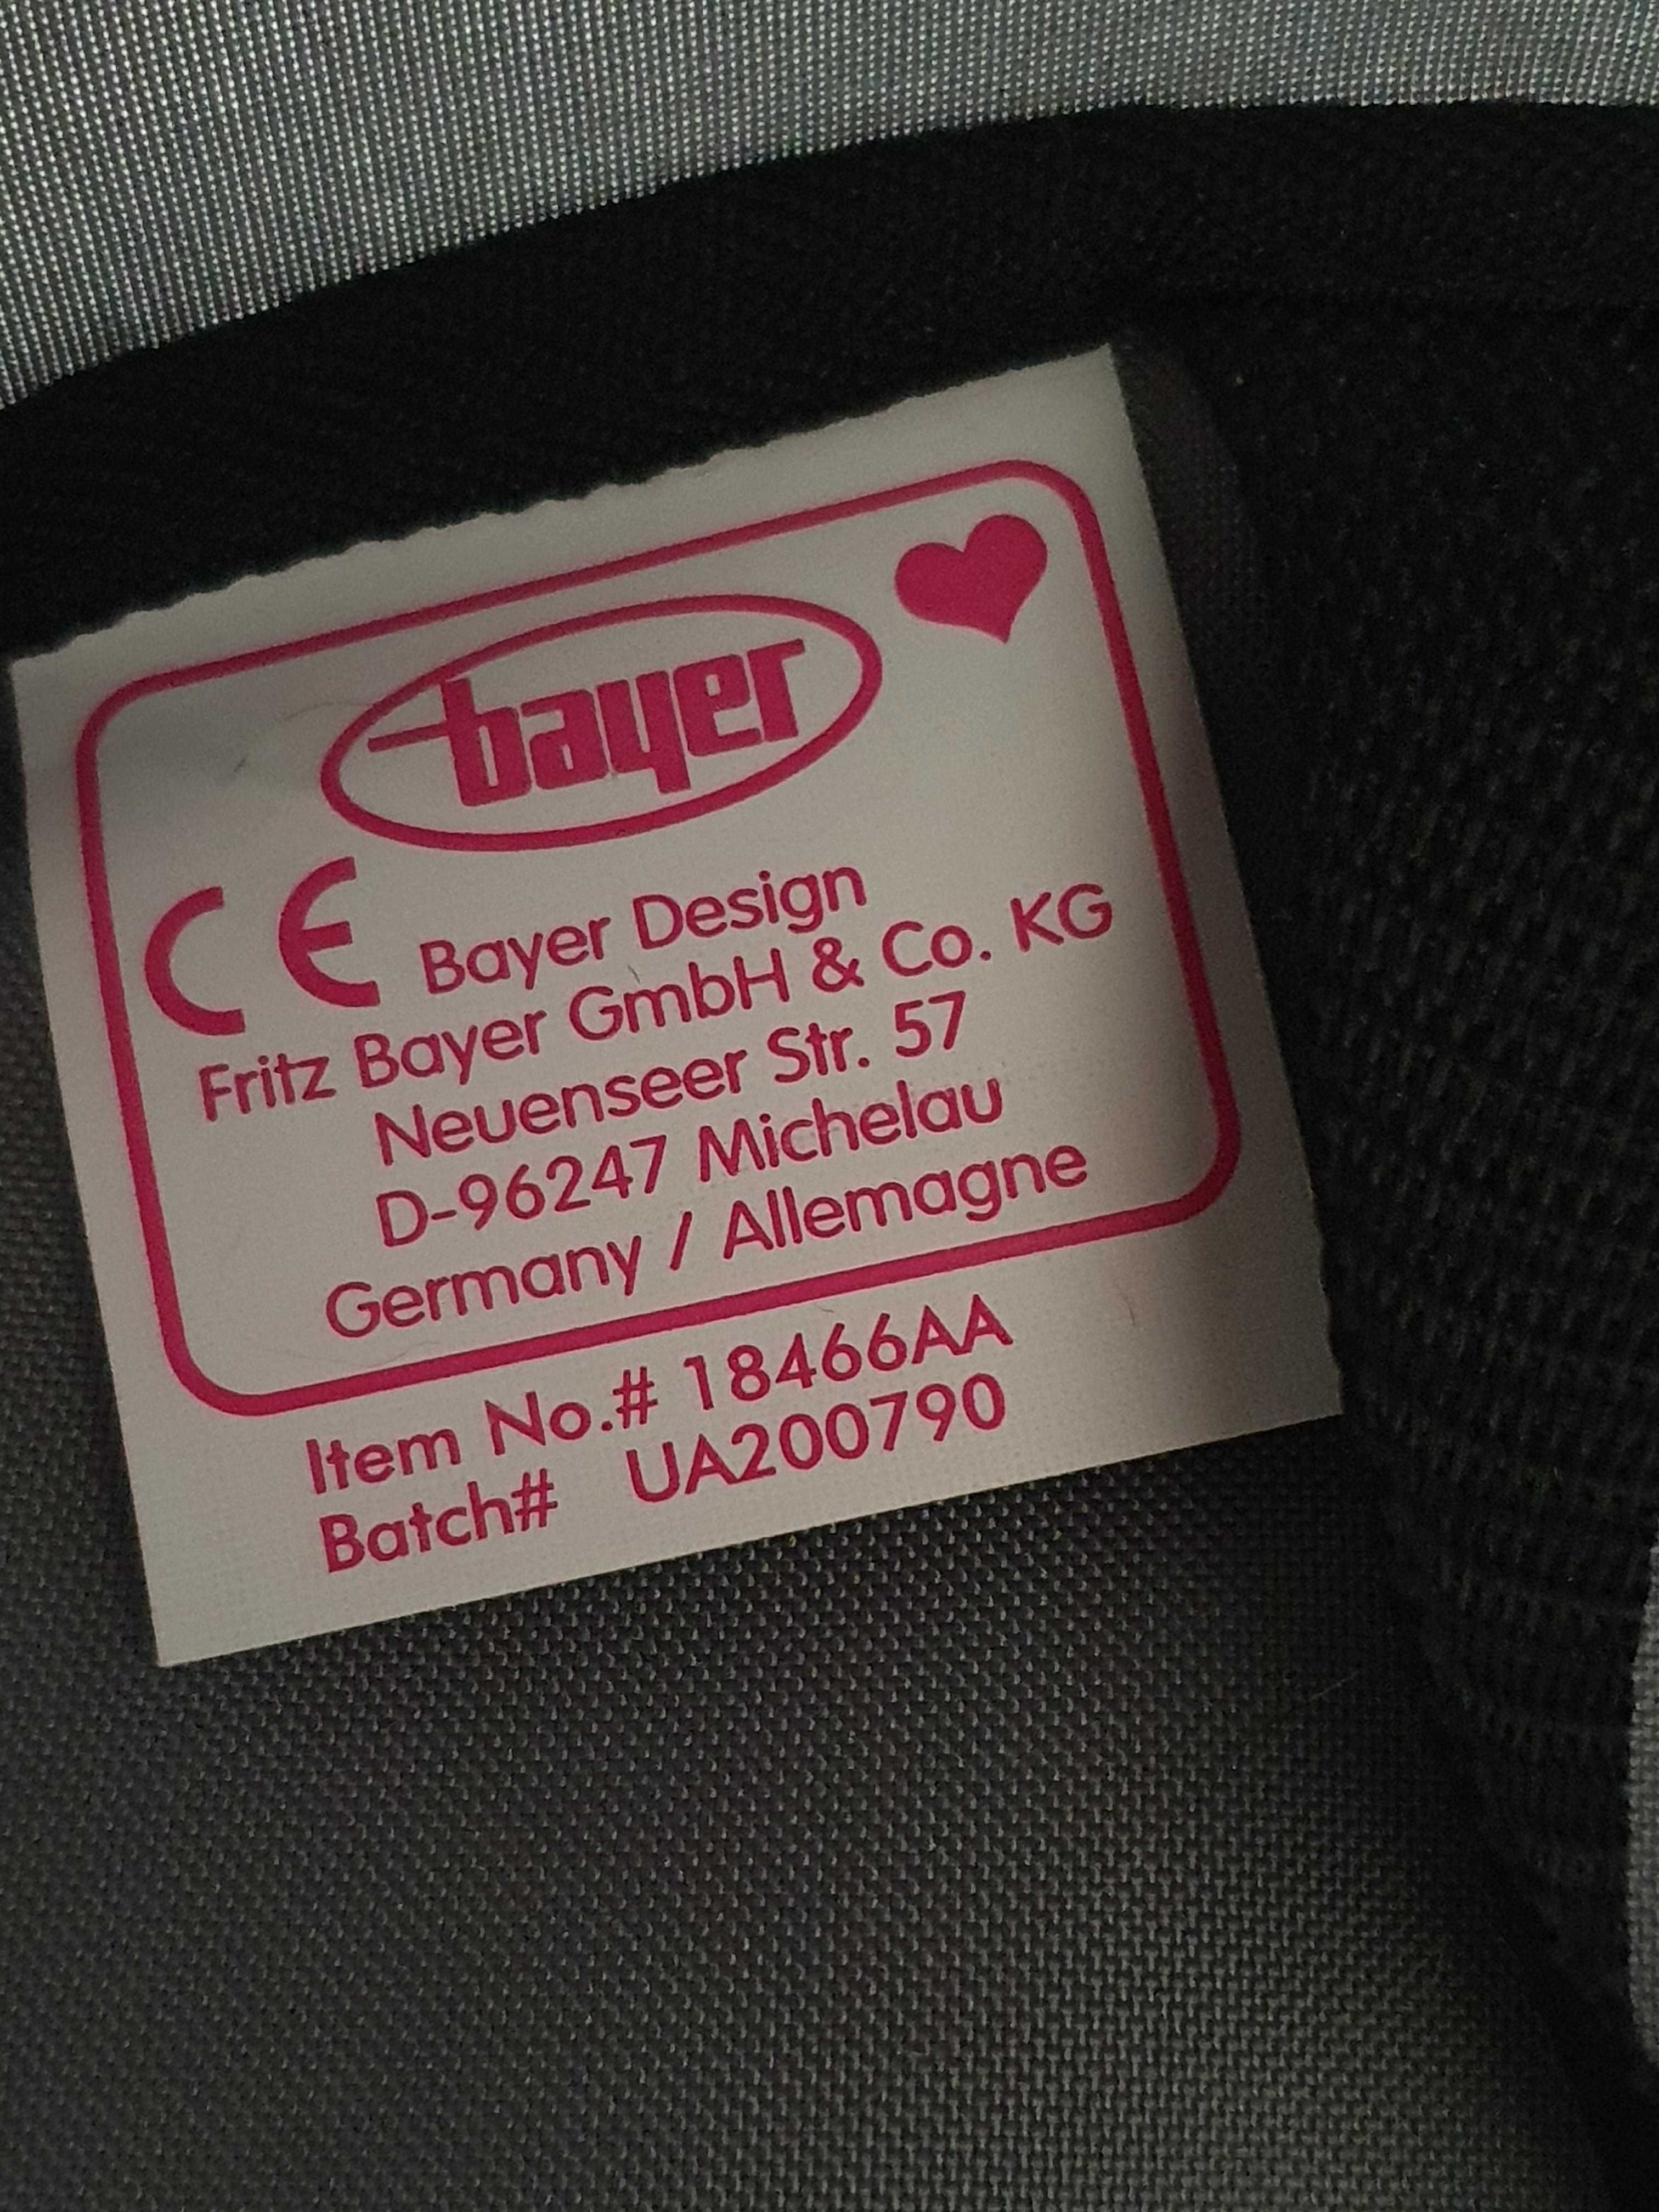 bayer
CE Bayer Design
Fritz Bayer GmbH & Co. KG
Neuenseer Str. 57
D-96247 Michelau
Germany / Allemagne
Item No.# 18466AA
Batch# UA200790